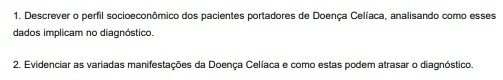 1. Descrever o perfil socioeconômico dos pacientes portadores de Doença Celíaca, analisando como esses
dados implicam no diagnóstico.
2. Evidenciar as variadas manifestações da Doença Celíaca e como estas podem atrasar o diagnóstico.